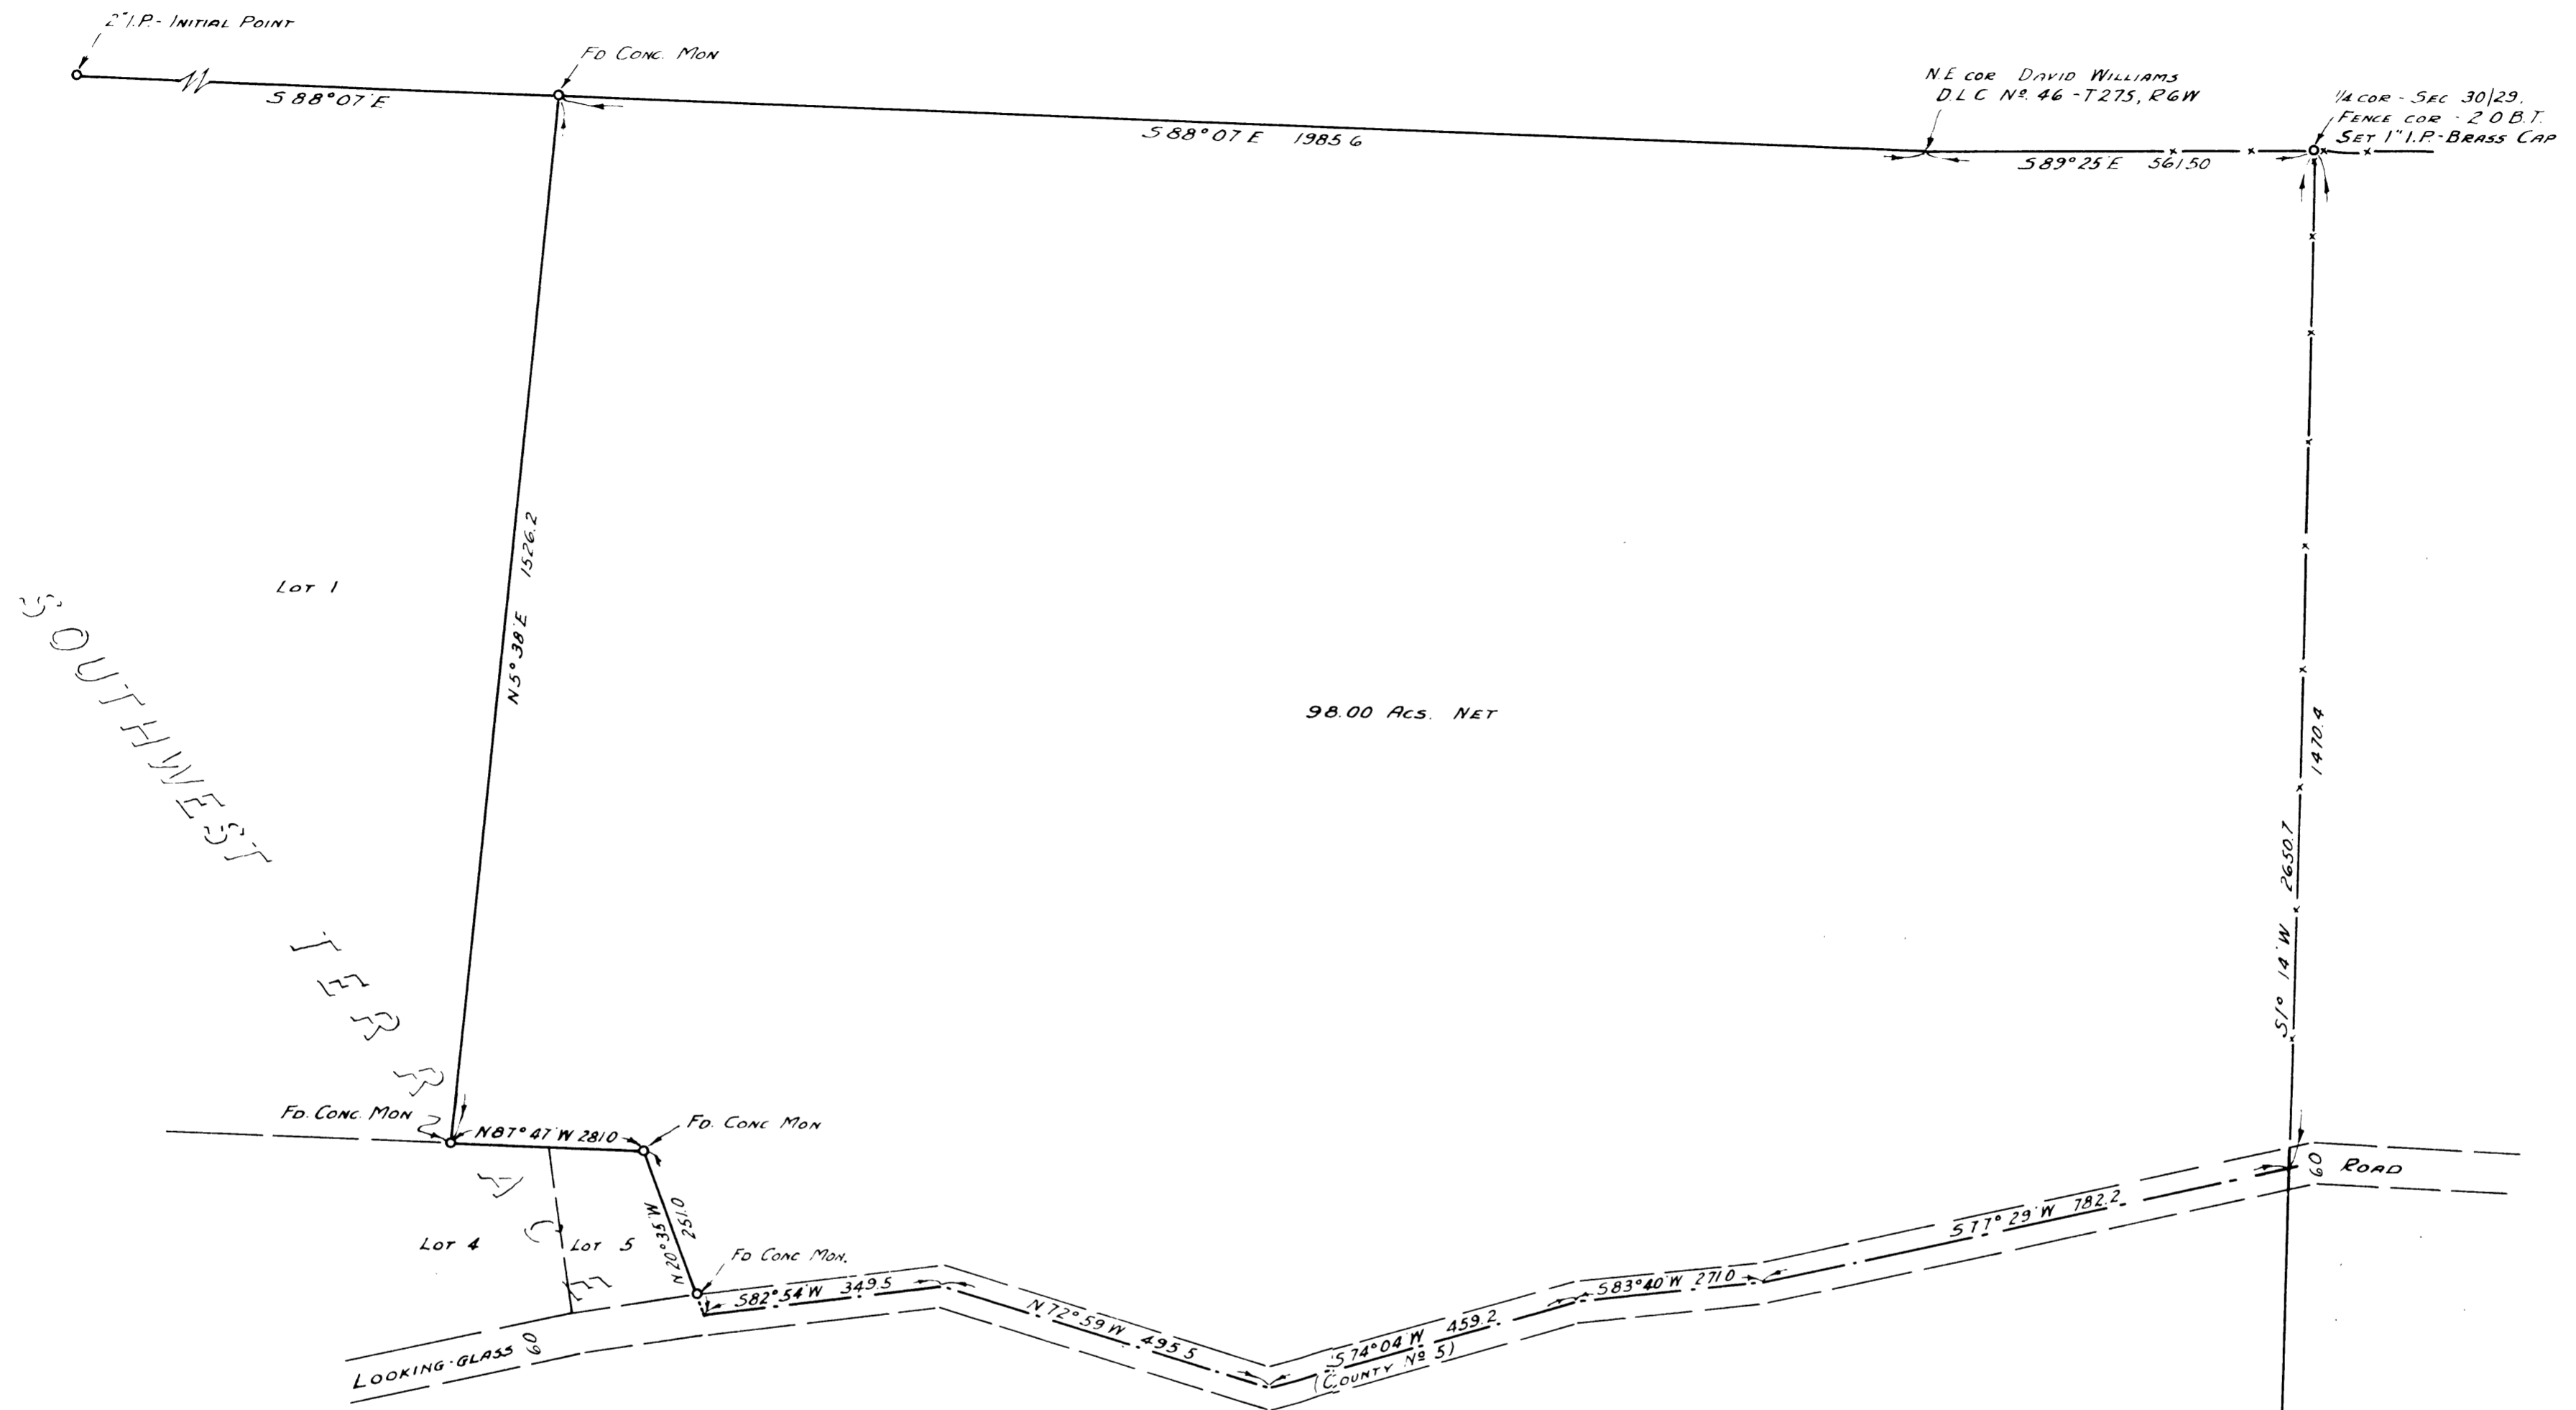 2" I.P. - INITIAL POINT
FD CONC. MON
N.E COR DAVID WILLIAMS
D.L.C Nº. 46 - T27S, R6W
1/4 COR - SEC 30|29.
FENCE COR - 2 O B.T.
SET 1" I.P. - BRASS CAP
S 88° 07' E
S 88° 07 E 1985 6
S 89° 25' E 561 50
N 5° 38' E 1526.2
LOT 1
SOUTHWEST TERRACE
98.00 ACS. NET
1470.4
S 1° 14' W 2650.7
FD. CONC. MON
N 87° 47' W 281 0
FD. CONC MON
N 20° 35' W
251.0
LOT 4
LOT 5
FD CONC MON.
S 82° 54' W 349.5
N 72° 59' W 495 5
S 74° 04' W 459.2
(COUNTY Nº 5)
S 83° 40' W 271 0
S 77° 29' W 782.2
60
ROAD
LOOKING-GLASS
60